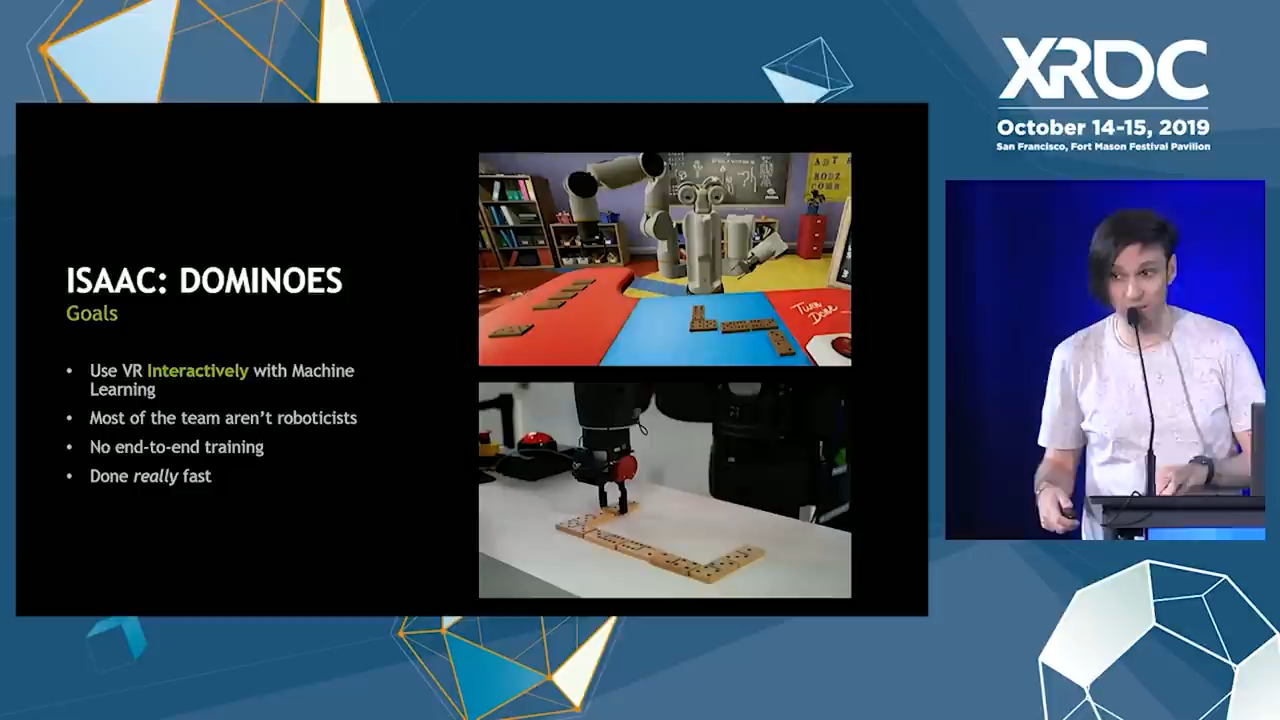 XRDC
October 14-15, 2019
San Francisco, Fort Mason Festival Pavilion
ISAAC: DOMINOES
Goals
• Use VR Interactively with Machine
Learning
• Most of the team aren't roboticists
• No end-to-end training
• Done really fast
Turn
Done